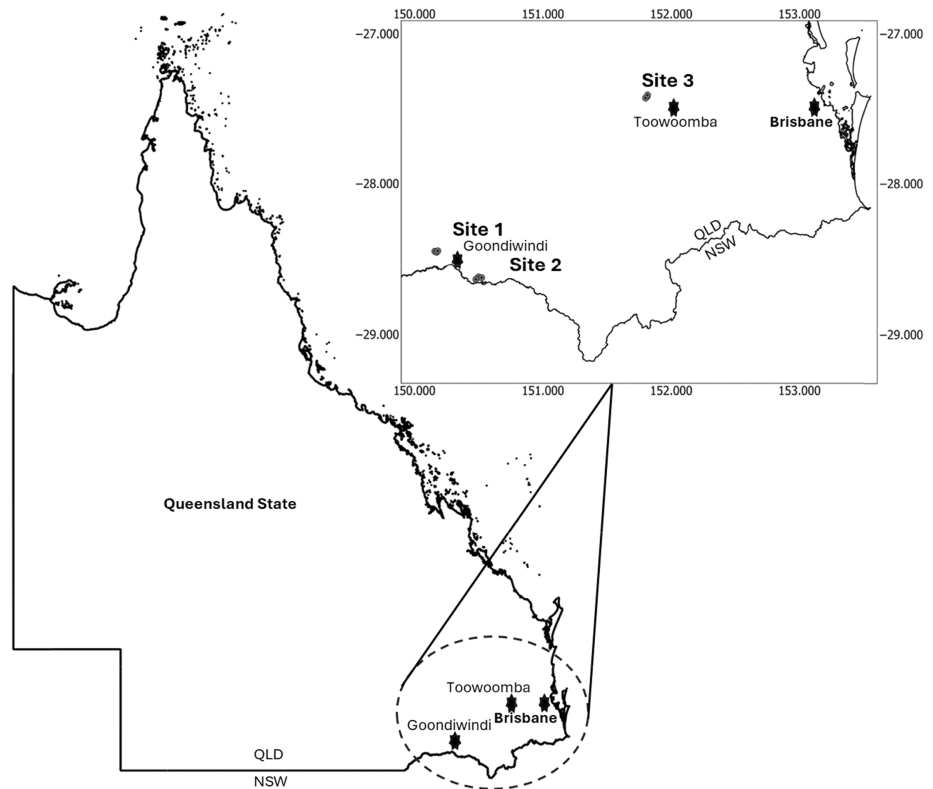 150.000 151.000 152.000 153.000
−27.000 −27.000
Site 3
Toowoomba Brisbane
−28.000 −28.000
Site 1
Goondiwindi
Site 2
QLD
NSW
−29.000 −29.000
150.000 151.000 152.000 153.000
Queensland State
Toowoomba
Brisbane
Goondiwindi
QLD
NSW